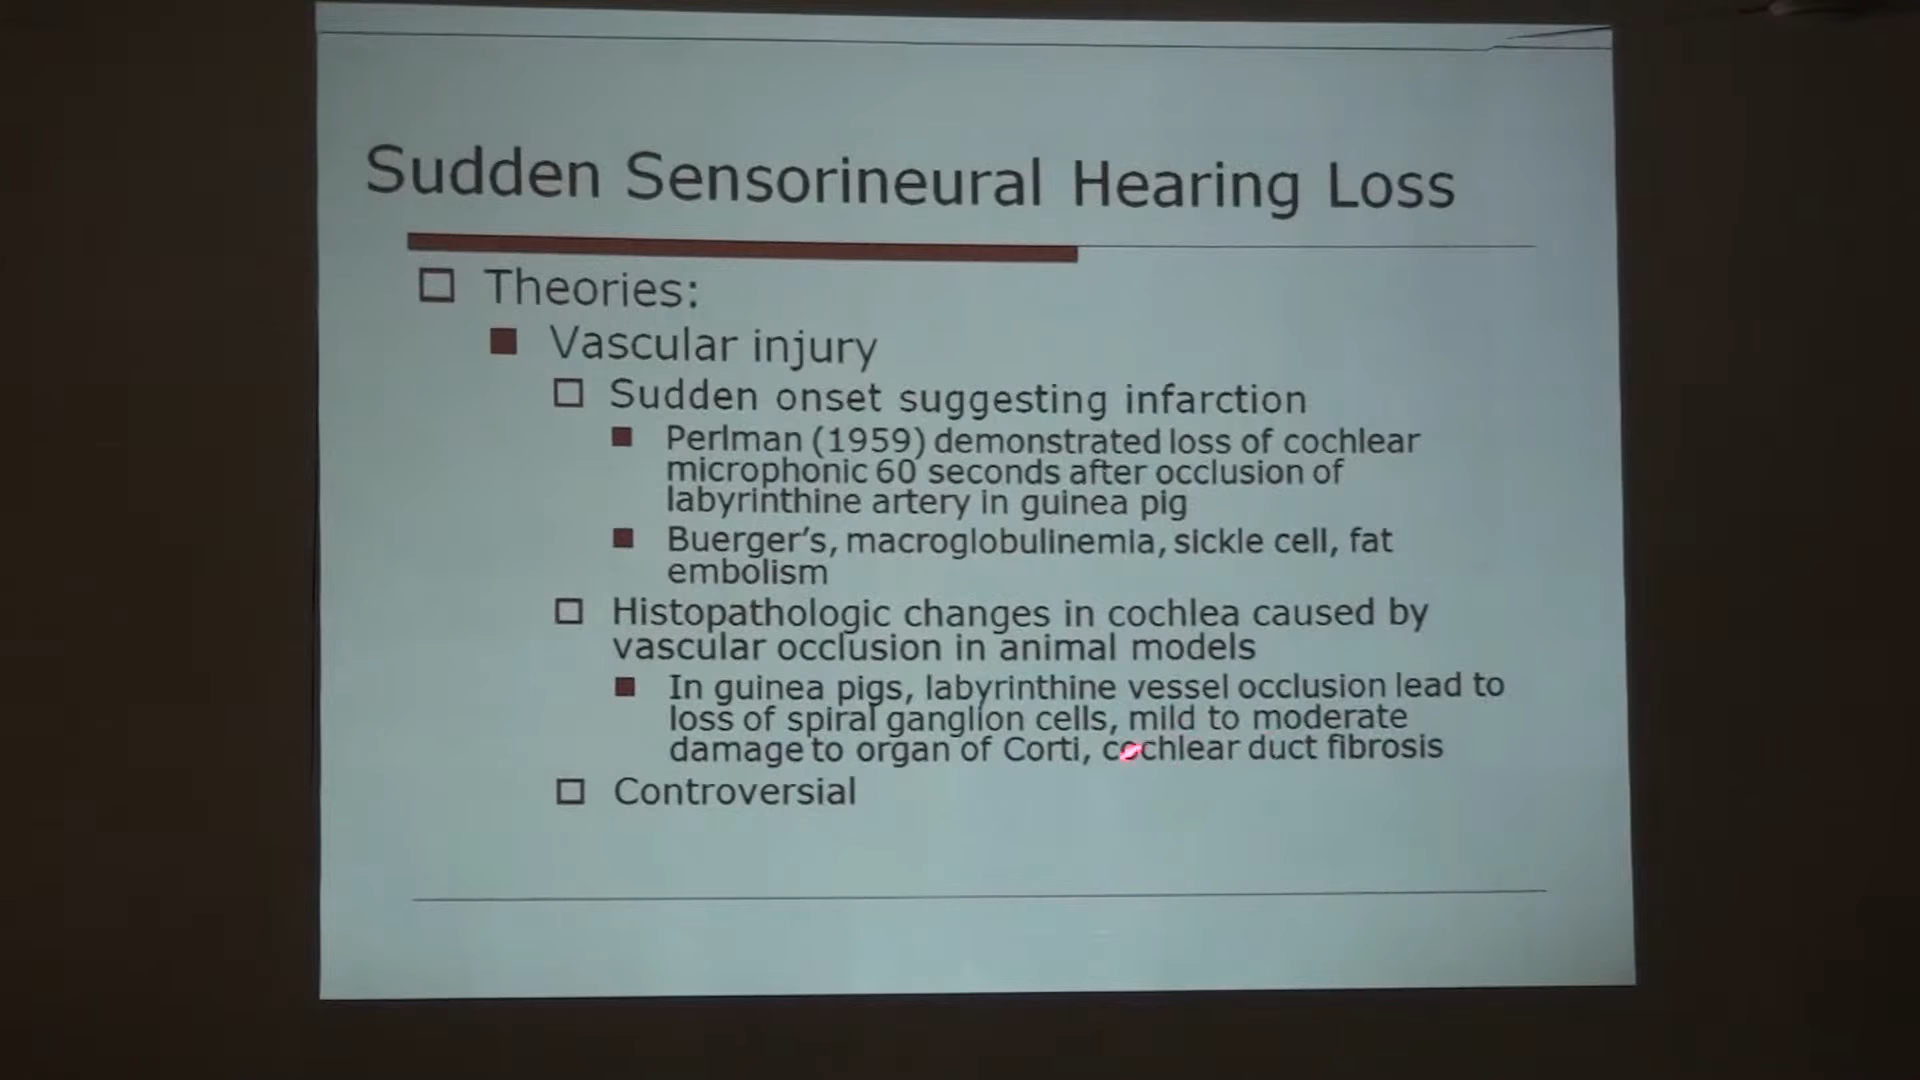 Sudden Sensorineural Hearing Loss
Theories:
Vascular injury
Sudden onset suggesting infarction
Perlman (1959) demonstrated loss of cochlear
microphonic 60 seconds after occlusion of
labyrinthine artery in guinea pig
Buerger's, macroglobulinemia, sickle cell, fat
embolism
Histopathologic changes in cochlea caused by
vascular occlusion in animal models
In guinea pigs, labyrinthine vessel occlusion lead to
loss of spiral ganglion cells, mild to moderate
damage to organ of Corti, cochlear duct fibrosis
Controversial